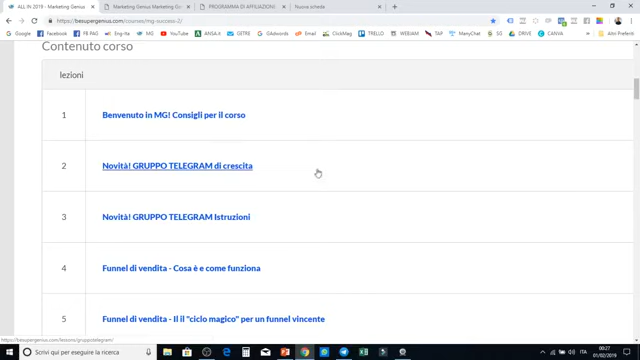 ALL IN 2019 - Marketing Genius
Marketing Genius Marketing Ge
PROGRAMMA DI AFFILIAZIONE
Nuova scheda
https://besupergenius.com/courses/mg-success-2/
Google
Facebook
FB PAG
Eng-ita
MG
YOUTUBE
ANSA.it
GETRE
G|Adwords
Email
ClickMag
TRELLO
WEBJAM
TAP
ManyChat
SG
DRIVE
CANVA
Altri Preferiti
Contenuto corso
lezioni
1 Benvenuto in MG! Consigli per il corso
2 Novità! GRUPPO TELEGRAM di crescita
3 Novità! GRUPPO TELEGRAM Istruzioni
4 Funnel di vendita - Cosa è e come funziona
5 Funnel di vendita - Il il "ciclo magico" per un funnel vincente
https://besupergenius.com/lessons/gruppotelegram/
Scrivi qui per eseguire la ricerca
ITA
00:27
01/02/2019